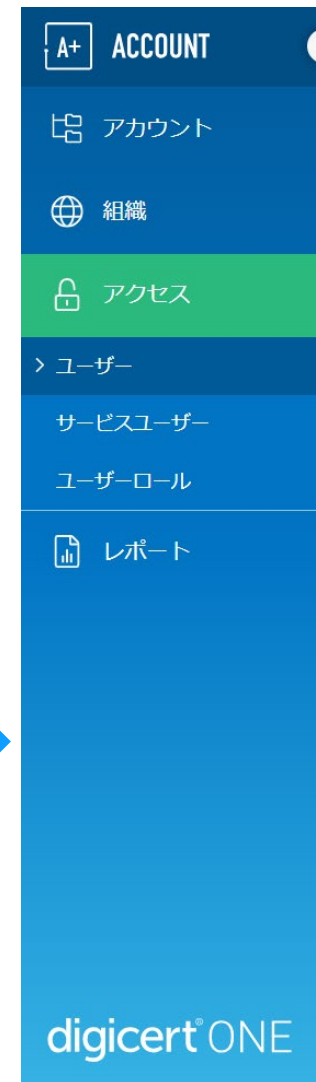 A+ ACCOUNT
アカウント
組織
アクセス
ユーザー
サービスユーザー
ユーザーロール
レポート
digicert® ONE